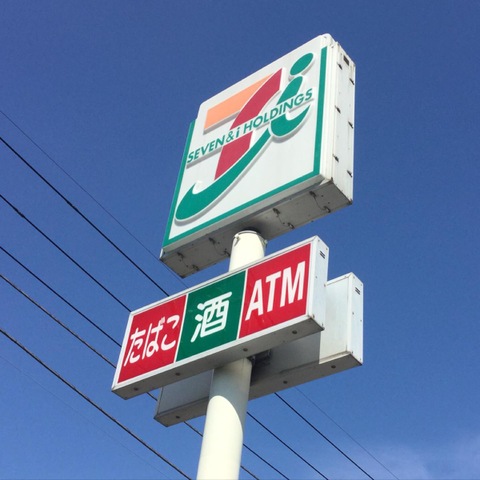 SEVEN&i HOLDINGS
たばこ 酒 ATM